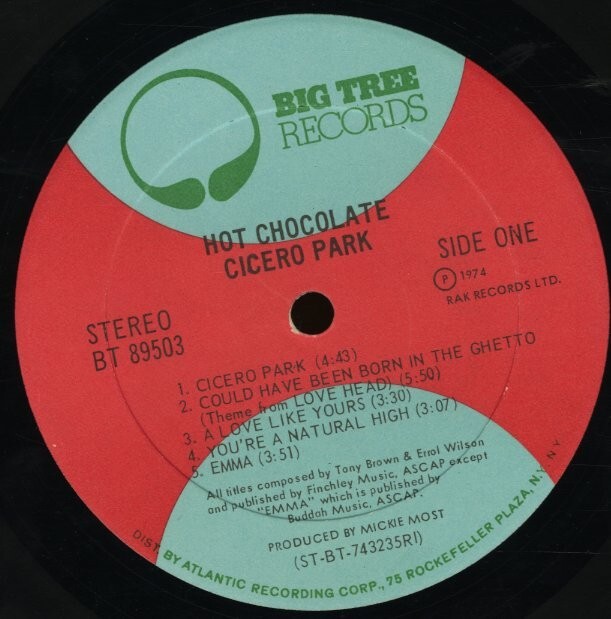 BIG TREE
RECORDS
HOT CHOCOLATE
CICERO PARK
SIDE ONE
Ⓟ 1974
RAK RECORDS LTD.
STEREO
BT 89503
1. CICERO PARK (4:43)
2. COULD HAVE BEEN BORN IN THE GHETTO
(Theme from LOVE HEAD) (5:50)
3. A LOVE LIKE YOURS (3:30)
4. YOU'RE A NATURAL HIGH (3:07)
5. EMMA (3:51)
All titles composed by Tony Brown & Errol Wilson
and published by Finchley Music, ASCAP except
"EMMA" which is published by
Buddah Music, ASCAP.
PRODUCED BY MICKIE MOST
(ST-BT-743235RI)
DIST. BY ATLANTIC RECORDING CORP., 75 ROCKEFELLER PLAZA, N.Y. N.Y.